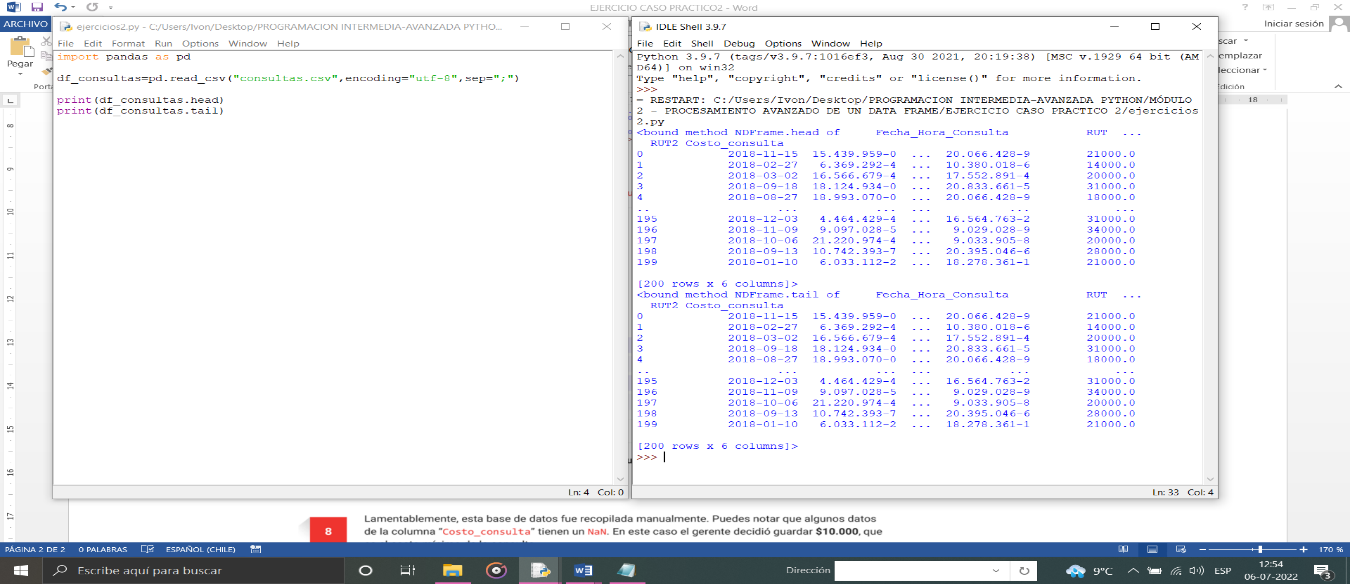 EJERCICIO CASO PRACTICO2 - Word
ARCHIVO
Iniciar sesión
Pegar
ejercicios2.py - C:/Users/Ivon/Desktop/PROGRAMACION INTERMEDIA-AVANZADA PYTHO...
File Edit Format Run Options Window Help
import pandas as pd
df_consultas=pd.read_csv("consultas.csv",encoding="utf-8",sep=";")
print(df_consultas.head)
print(df_consultas.tail)
Ln: 4 Col: 0
IDLE Shell 3.9.7
File Edit Shell Debug Options Window Help
Python 3.9.7 (tags/v3.9.7:1016ef3, Aug 30 2021, 20:19:38) [MSC v.1929 64 bit (AM
D64)] on win32
Type "help", "copyright", "credits" or "license()" for more information.
>>>
= RESTART: C:/Users/Ivon/Desktop/PROGRAMACION INTERMEDIA-AVANZADA PYTHON/MÓDULO
2 - PROCESAMIENTO AVANZADO DE UN DATA FRAME/EJERCICIO CASO PRACTICO 2/ejercicios
2.py
<bound method NDFrame.head of Fecha_Hora_Consulta RUT ...
RUT2 Costo_consulta
0 2018-11-15 15.439.959-0 ... 20.066.428-9 21000.0
1 2018-02-27 6.369.292-4 ... 10.380.018-6 14000.0
2 2018-03-02 16.566.679-4 ... 17.552.891-4 20000.0
3 2018-09-18 18.124.934-0 ... 20.833.661-5 31000.0
4 2018-08-27 18.993.070-0 ... 20.066.428-9 18000.0
.. ... ... ... ... ...
195 2018-12-03 4.464.429-4 ... 16.564.763-2 31000.0
196 2018-11-09 9.097.028-5 ... 9.029.028-9 34000.0
197 2018-10-06 21.220.974-4 ... 9.033.905-8 20000.0
198 2018-09-13 10.742.393-7 ... 20.395.046-6 28000.0
199 2018-01-10 6.033.112-2 ... 18.278.361-1 21000.0
[200 rows x 6 columns]>
<bound method NDFrame.tail of Fecha_Hora_Consulta RUT ...
RUT2 Costo_consulta
0 2018-11-15 15.439.959-0 ... 20.066.428-9 21000.0
1 2018-02-27 6.369.292-4 ... 10.380.018-6 14000.0
2 2018-03-02 16.566.679-4 ... 17.552.891-4 20000.0
3 2018-09-18 18.124.934-0 ... 20.833.661-5 31000.0
4 2018-08-27 18.993.070-0 ... 20.066.428-9 18000.0
.. ... ... ... ... ...
195 2018-12-03 4.464.429-4 ... 16.564.763-2 31000.0
196 2018-11-09 9.097.028-5 ... 9.029.028-9 34000.0
197 2018-10-06 21.220.974-4 ... 9.033.905-8 20000.0
198 2018-09-13 10.742.393-7 ... 20.395.046-6 28000.0
199 2018-01-10 6.033.112-2 ... 18.278.361-1 21000.0
[200 rows x 6 columns]>
>>>
Ln: 33 Col: 4
scar
emplazar
leccionar
dición
18
8 9 10 11 12 13 14 15 16 17
Lamentablemente, esta base de datos fue recopilada manualmente. Puedes notar que algunos datos
8 de la columna "Costo_consulta" tienen un NaN. En este caso el gerente decidió guardar $10.000, que
PÁGINA 2 DE 2 0 PALABRAS ESPAÑOL (CHILE) 170 %
Escribe aquí para buscar
Dirección
9°C ESP
12:54
06-07-2022
3